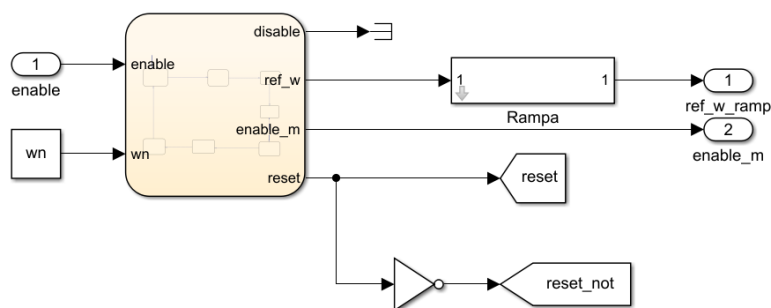 disable
1
enable
enable
ref_w
1
1
1
Rampa
ref_w_ramp
enable_m
2
enable_m
wn
wn
reset
reset
reset_not